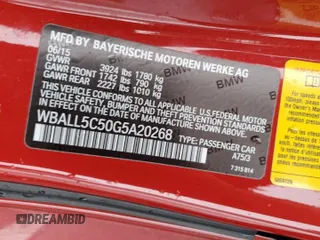 MFD BY BAYERISCHE MOTOREN WERKE AG
06/15
GVWR 3924 lbs 1780 kg
GAWR FRONT 1742 lbs 790 kg
GAWR REAR 2227 lbs 1010 kg
THIS VEHICLE CONFORMS TO ALL APPLICABLE U.S. FEDERAL MOTOR
VEHICLE SAFETY, BUMPER AND THEFT PREVENTION STANDARDS
IN EFFECT ON THE DATE OF MANUFACTURE SHOWN ABOVE.
WBALL5C50G5A20268
TYPE: PASSENGER CAR
A75/3
7 315 814
BMW
DREAMBID